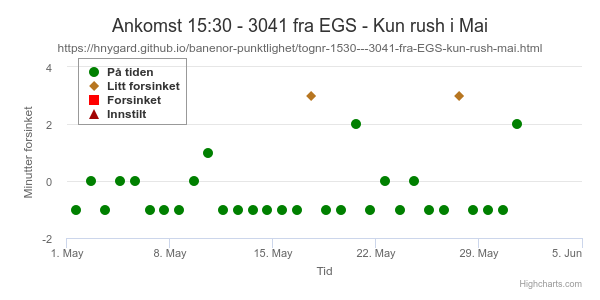 Ankomst 15:30 - 3041 fra EGS - Kun rush i Mai
https://hnygard.github.io/banenor-punktlighet/tognr-1530---3041-fra-EGS-kun-rush-mai.html
På tiden
Litt forsinket
Forsinket
Innstilt
Minutter forsinket
4
2
0
-2
1. May 8. May 15. May 22. May 29. May 5. Jun
Tid
Highcharts.com